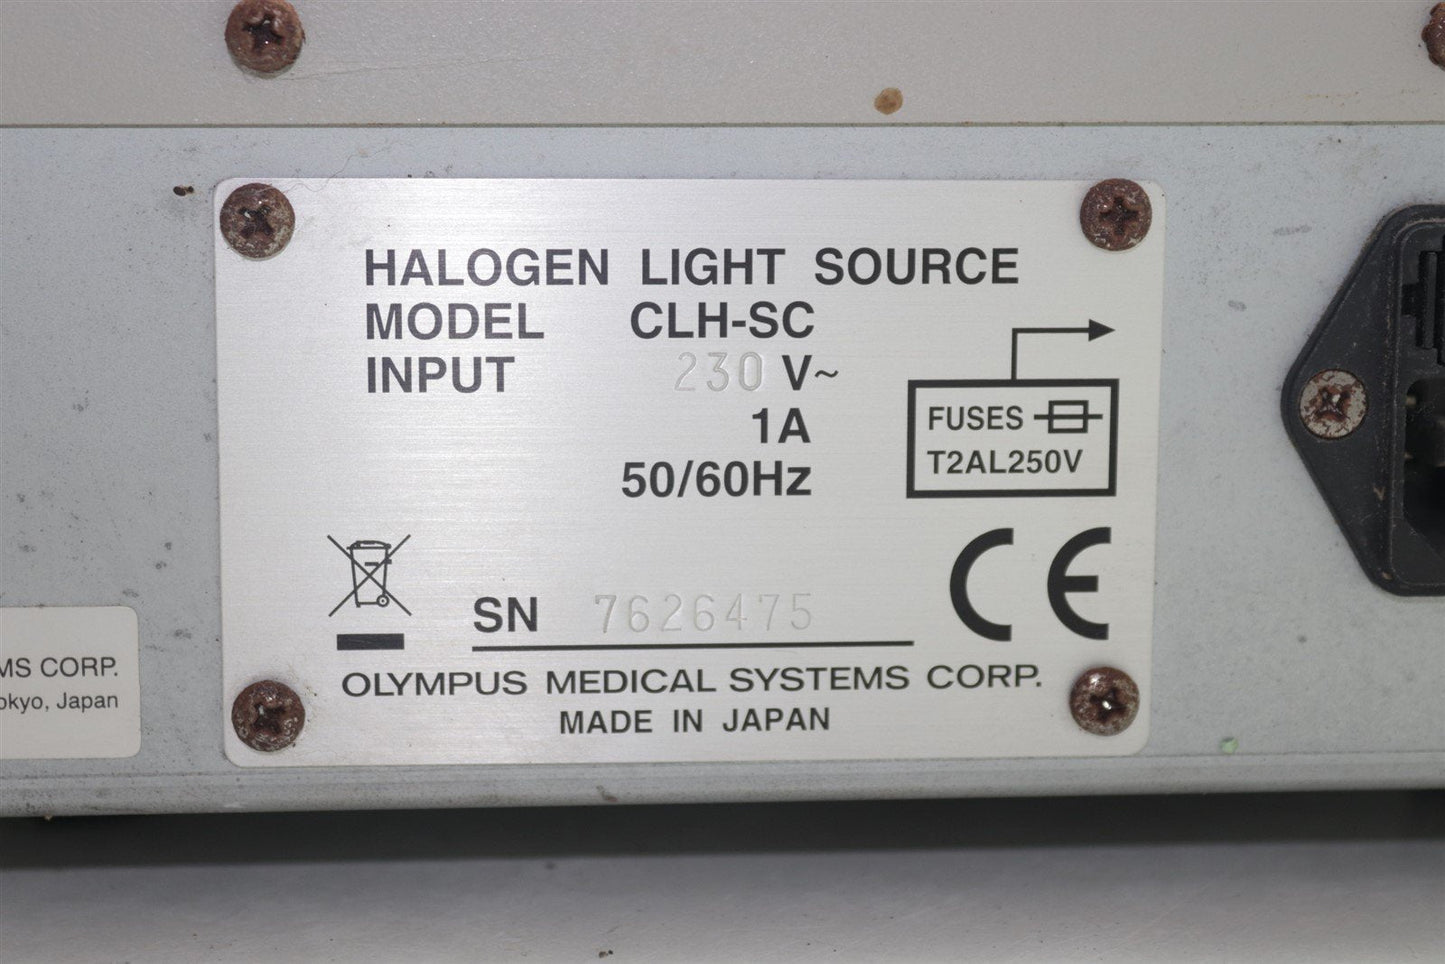 HALOGEN LIGHT SOURCE
MODEL CLH-SC
INPUT 230 V~
1A
50/60Hz
FUSES
T2AL250V
CE
SN 7626475
OLYMPUS MEDICAL SYSTEMS CORP.
MADE IN JAPAN
MS CORP.
okyo, Japan